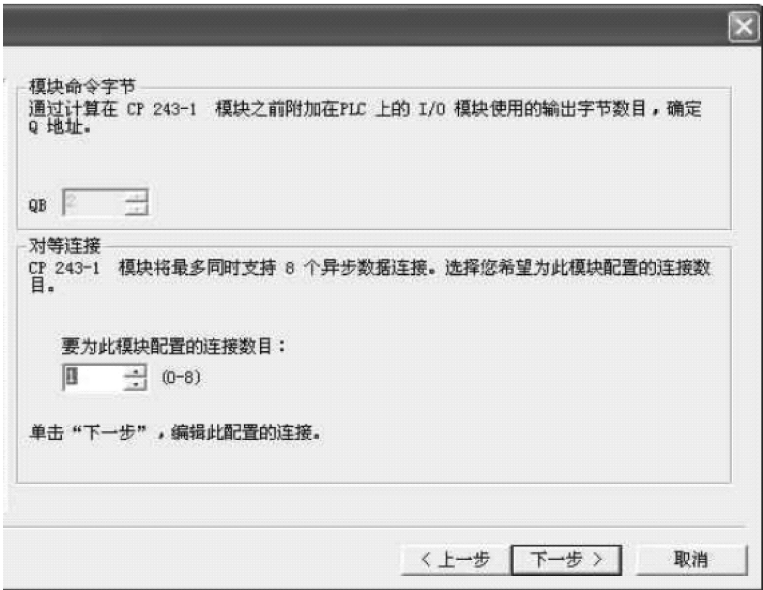 模块命令字节
通过计算在 CP 243-1 模块之前附加在PLC 上的 I/O 模块使用的输出字节数目，确定
Q 地址。
QB 2
对等连接
CP 243-1 模块将最多同时支持 8 个异步数据连接。选择您希望为此模块配置的连接数
目。
要为此模块配置的连接数目：
1 (0-8)
单击“下一步”，编辑此配置的连接。
< 上一步 下一步 > 取消